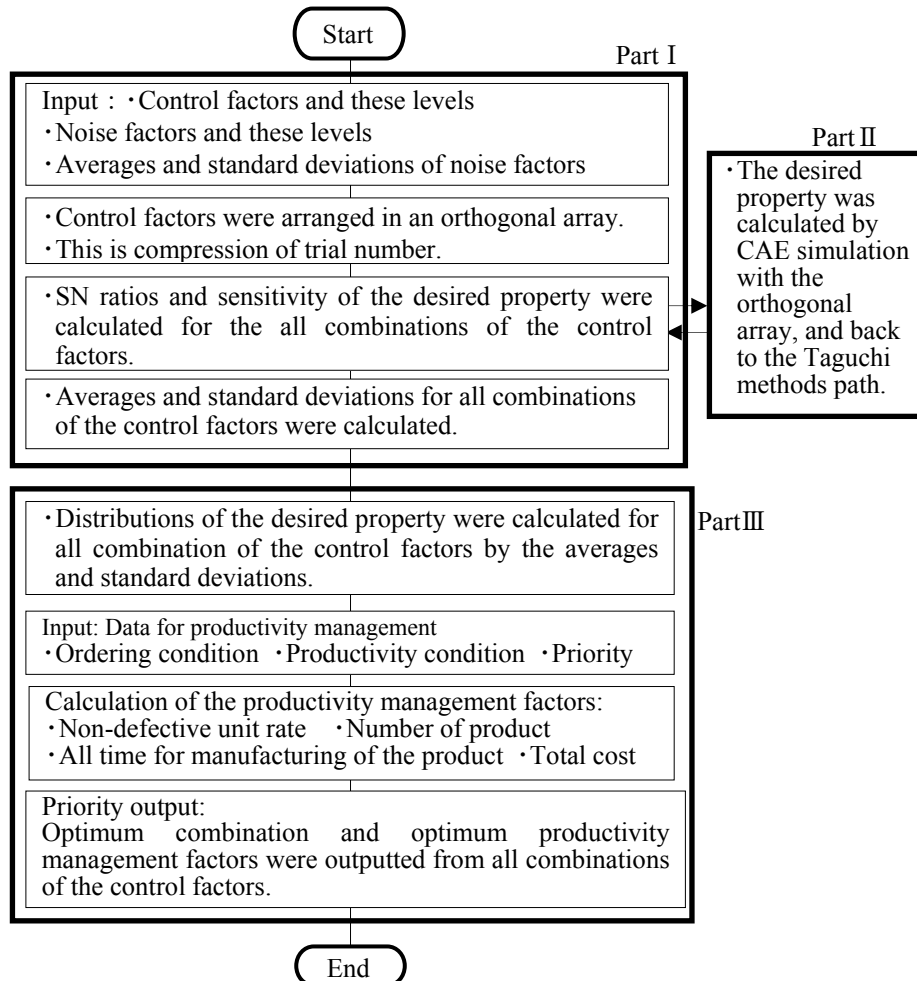 Start
Part Ⅰ
Input : ・Control factors and these levels
・Noise factors and these levels
・Averages and standard deviations of noise factors
・Control factors were arranged in an orthogonal array.
・This is compression of trial number.
・SN ratios and sensitivity of the desired property were
calculated for the all combinations of the control
factors.
・Averages and standard deviations for all combinations
of the control factors were calculated.
Part Ⅱ
・The desired
property was
calculated by
CAE simulation
with the
orthogonal
array, and back
to the Taguchi
methods path.
PartⅢ
・Distributions of the desired property were calculated for
all combination of the control factors by the averages
and standard deviations.
Input: Data for productivity management
・Ordering condition ・Productivity condition ・Priority
Calculation of the productivity management factors:
・Non-defective unit rate ・Number of product
・All time for manufacturing of the product ・Total cost
Priority output:
Optimum combination and optimum productivity
management factors were outputted from all combinations
of the control factors.
End